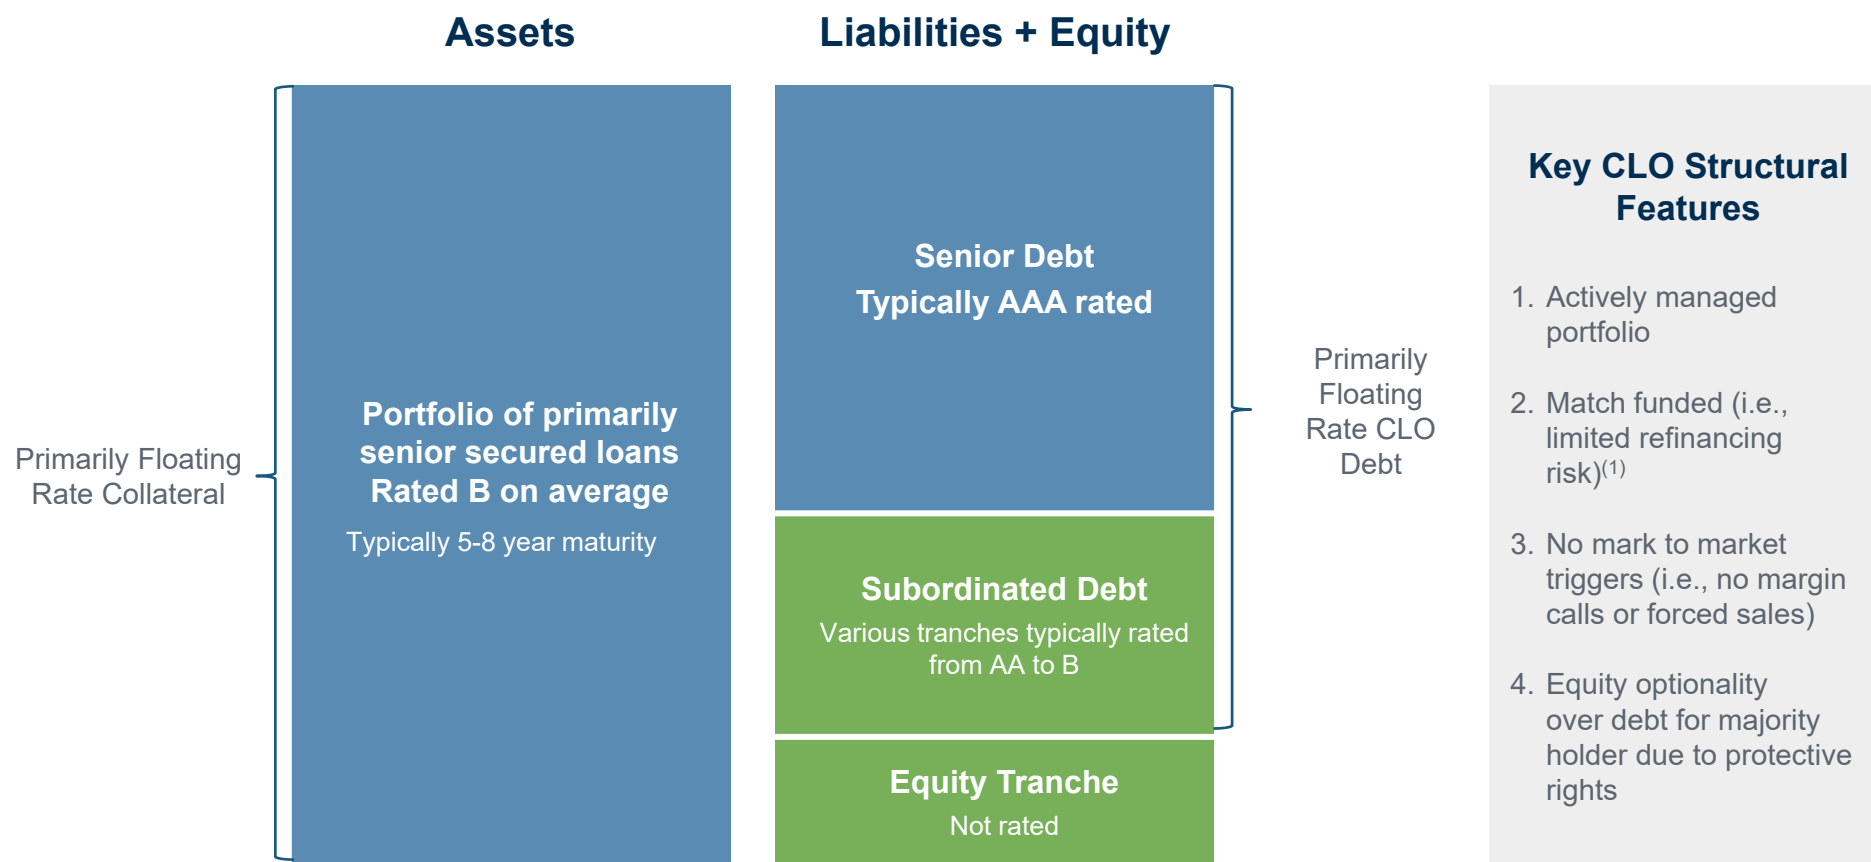 Assets
Liabilities + Equity
Primarily Floating
Rate Collateral
Portfolio of primarily
senior secured loans
Rated B on average
Typically 5-8 year maturity
Senior Debt
Typically AAA rated
Subordinated Debt
Various tranches typically rated
from AA to B
Equity Tranche
Not rated
Primarily
Floating
Rate CLO
Debt
Key CLO Structural
Features
1. Actively managed
portfolio
2. Match funded (i.e.,
limited refinancing
risk)(1)
3. No mark to market
triggers (i.e., no margin
calls or forced sales)
4. Equity optionality
over debt for majority
holder due to protective
rights